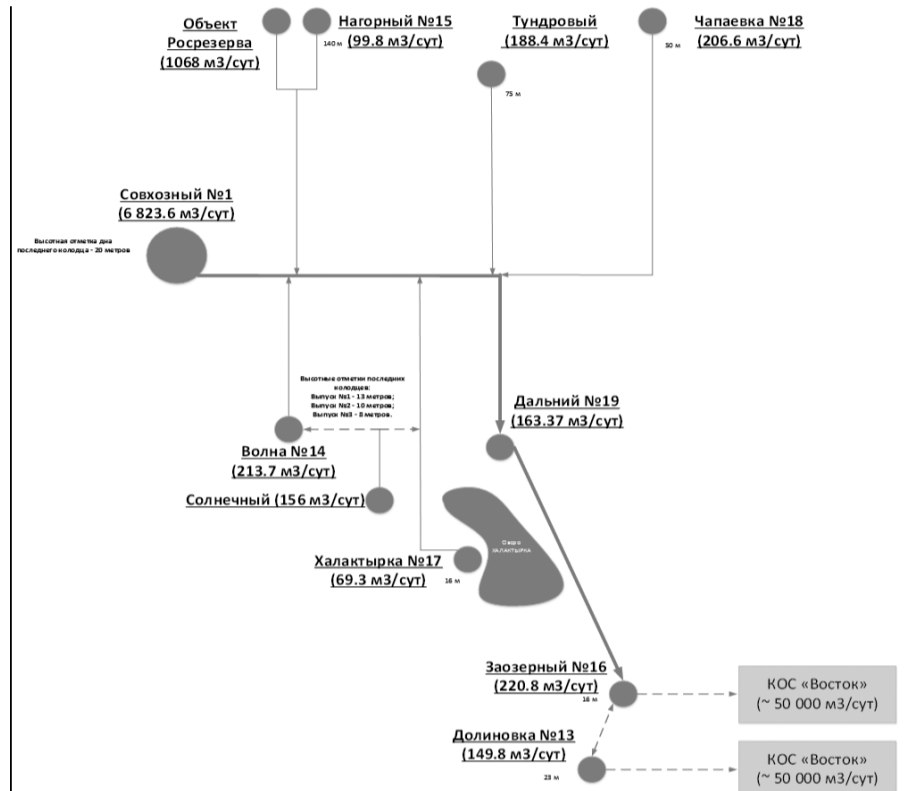 Объект
Росрезерва
(1068 м3/сут)
Нагорный №15
140 м
(99.8 м3/сут)
Тундровый
(188.4 м3/сут)
75 м
Чапаевка №18
50 м
(206.6 м3/сут)
Совхозный №1
(6 823.6 м3/сут)
Высотная отметка дна
последнего колодца - 20 метров
Высотные отметки последних
колодцев:
Выпуск №1 - 13 метров;
Выпуск №2 - 10 метров;
Выпуск №3 - 8 метров.
Волна №14
(213.7 м3/сут)
Солнечный (156 м3/сут)
Дальний №19
(163.37 м3/сут)
Озеро
ХАЛАКТЫРКА
Халактырка №17
(69.3 м3/сут)
16 м
Заозерный №16
(220.8 м3/сут)
16 м
КОС «Восток»
(~ 50 000 м3/сут)
Долиновка №13
(149.8 м3/сут)
23 м
КОС «Восток»
(~ 50 000 м3/сут)